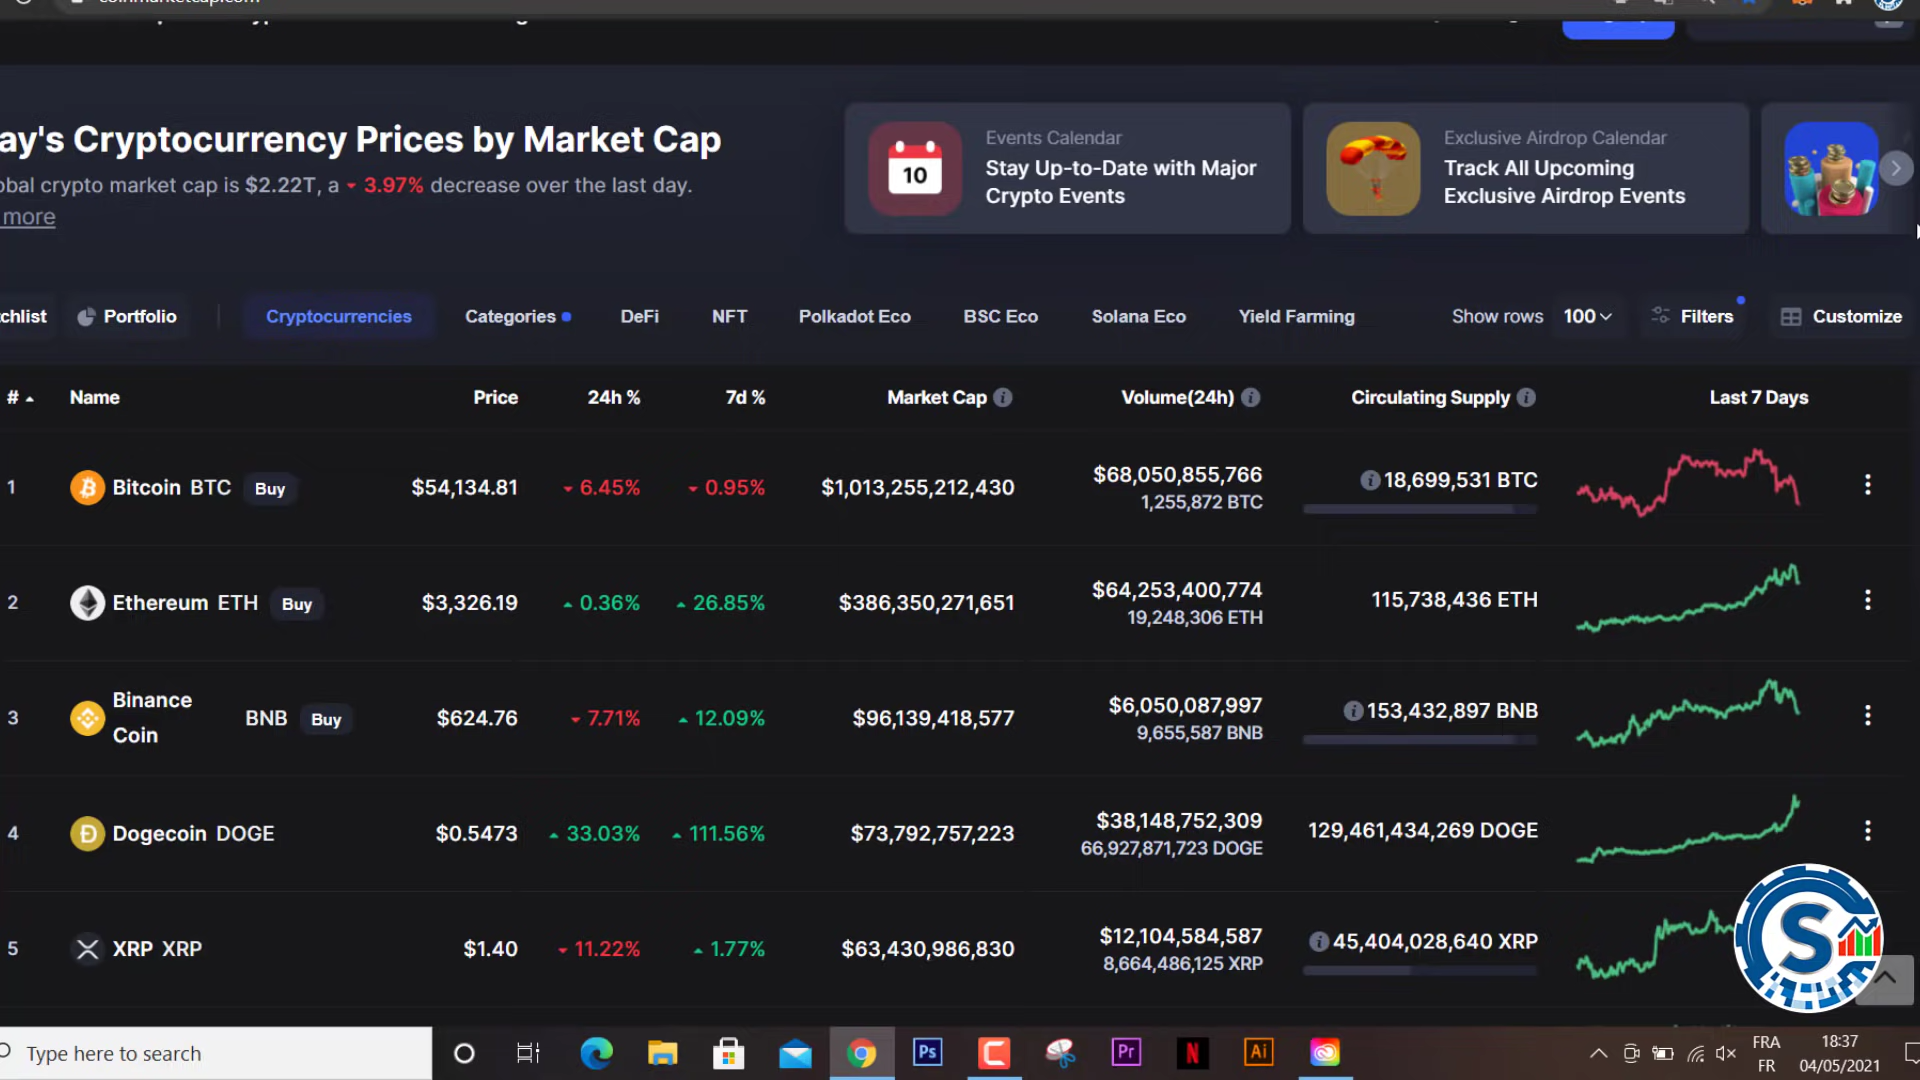 ay's Cryptocurrency Prices by Market Cap
obal crypto market cap is $2.22T, a 3.97% decrease over the last day.
more
10
Events Calendar
Stay Up-to-Date with Major
Crypto Events
Exclusive Airdrop Calendar
Track All Upcoming
Exclusive Airdrop Events
chlist Portfolio Cryptocurrencies Categories DeFi NFT Polkadot Eco BSC Eco Solana Eco Yield Farming Show rows 100 Filters Customize
# Name Price 24h % 7d % Market Cap Volume(24h) Circulating Supply Last 7 Days
1 Bitcoin BTC Buy $54,134.81 6.45% 0.95% $1,013,255,212,430 $68,050,855,766 18,699,531 BTC
1,255,872 BTC
2 Ethereum ETH Buy $3,326.19 0.36% 26.85% $386,350,271,651 $64,253,400,774 115,738,436 ETH
19,248,306 ETH
3 Binance Coin BNB Buy $624.76 7.71% 12.09% $96,139,418,577 $6,050,087,997 153,432,897 BNB
9,655,587 BNB
4 Dogecoin DOGE $0.5473 33.03% 111.56% $73,792,757,223 $38,148,752,309 129,461,434,269 DOGE
66,927,871,723 DOGE
5 XRP XRP $1.40 11.22% 1.77% $63,430,986,830 $12,104,584,587 45,404,028,640 XRP
8,664,486,125 XRP
S
Type here to search Ps Pr N Ai FRA 18:37
FR 04/05/2021